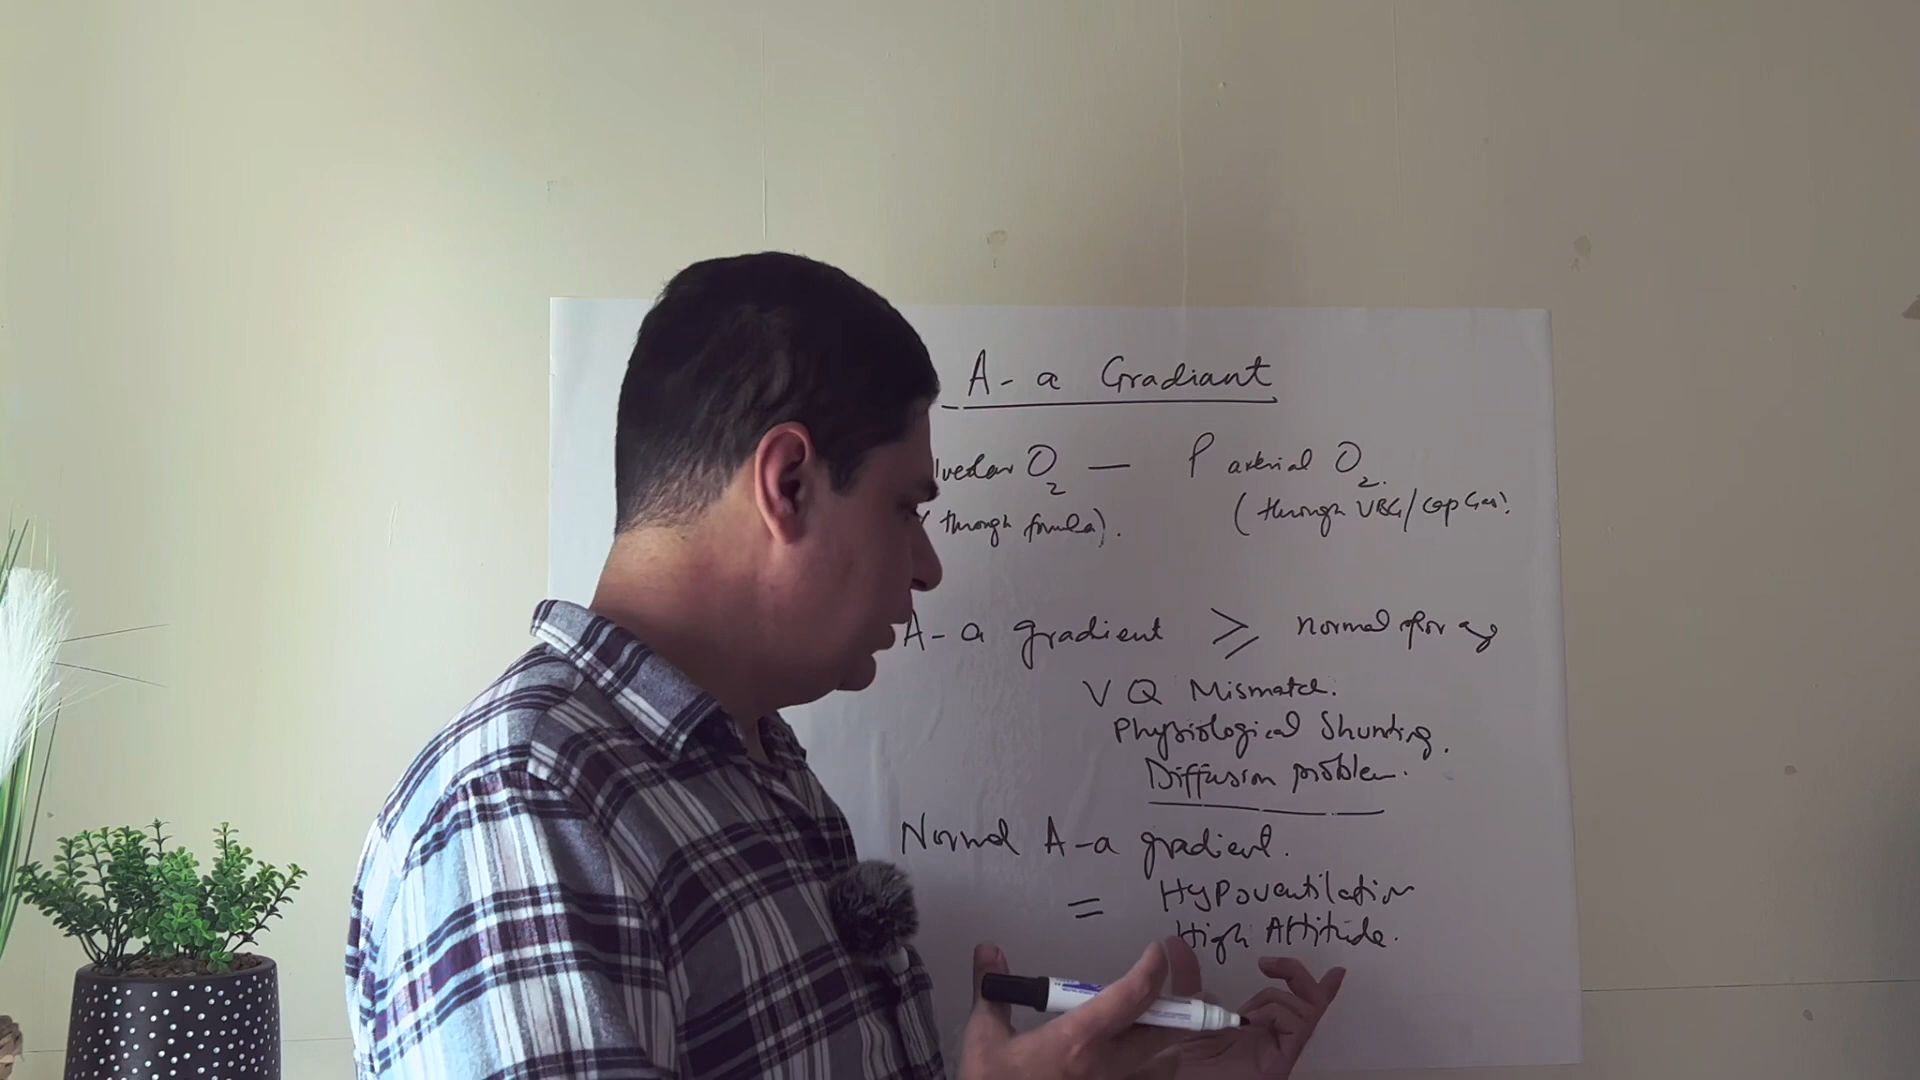 A-a Gradiant
lveolar O2 — P arterial O2.
(through formula). (through VBG/Cap Gas).
A-a gradient ≥ normal for age
VQ Mismatch.
Physiological Shunting.
Diffusion problem.
Normal A-a gradient.
= Hypoventilation
High Altitude.